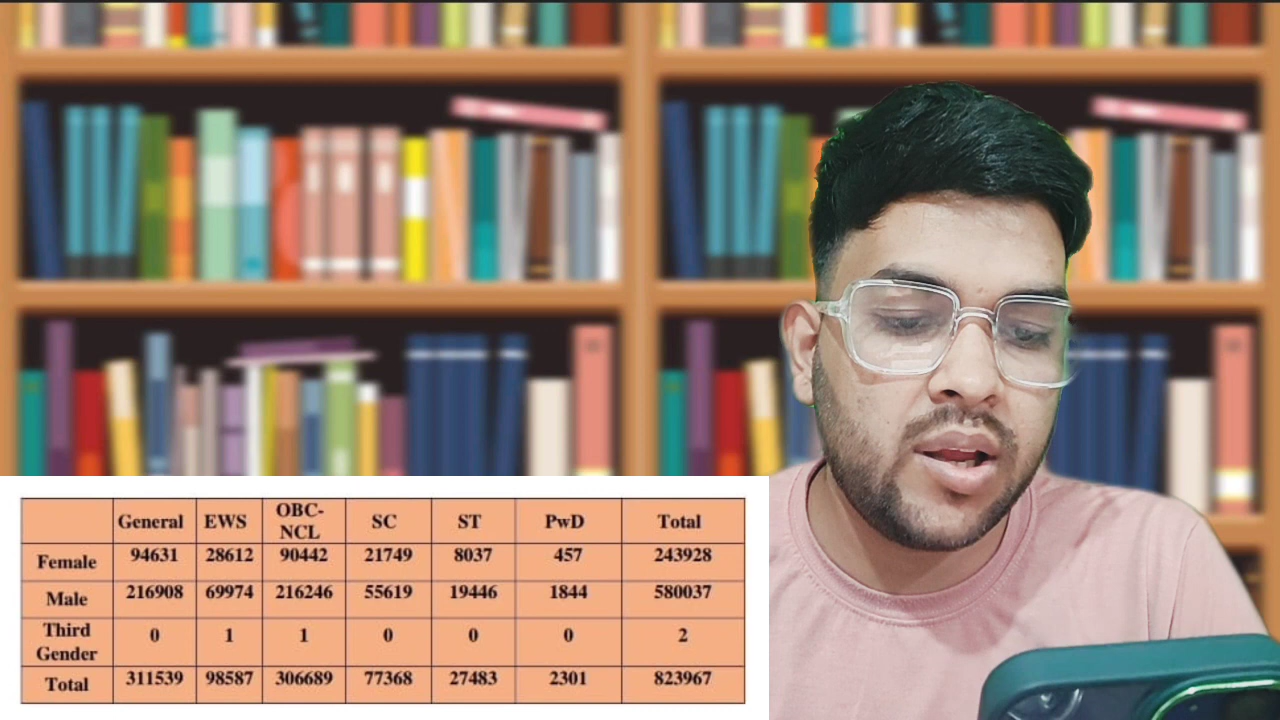 General EWS OBC-NCL SC ST PwD Total
Female 94631 28612 90442 21749 8037 457 243928
Male 216908 69974 216246 55619 19446 1844 580037
Third Gender 0 1 1 0 0 0 2
Total 311539 98587 306689 77368 27483 2301 823967